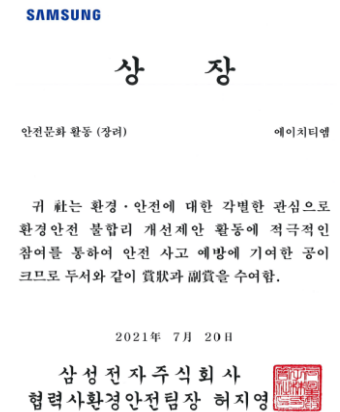 SAMSUNG
상 장
안전문화 활동 (장려) 에이치티엠
귀 社는 환경·안전에 대한 각별한 관심으로
환경안전 불합리 개선제안 활동에 적극적인
참여를 통하여 안전 사고 예방에 기여한 공이
크므로 두서와 같이 賞狀과 副賞을 수여함.
2021년 7월 20일
삼성전자주식회사
협력사환경안전팀장 허지영